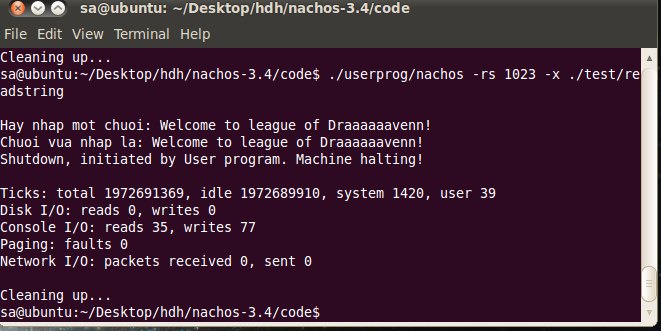 sa@ubuntu: ~/Desktop/hdh/nachos-3.4/code
File Edit View Terminal Help
Cleaning up...
sa@ubuntu:~/Desktop/hdh/nachos-3.4/code$ ./userprog/nachos -rs 1023 -x ./test/re
adstring
Hay nhap mot chuoi: Welcome to league of Draaaaaavenn!
Chuoi vua nhap la: Welcome to league of Draaaaaavenn!
Shutdown, initiated by User program. Machine halting!
Ticks: total 1972691369, idle 1972689910, system 1420, user 39
Disk I/O: reads 0, writes 0
Console I/O: reads 35, writes 77
Paging: faults 0
Network I/O: packets received 0, sent 0
Cleaning up...
sa@ubuntu:~/Desktop/hdh/nachos-3.4/code$